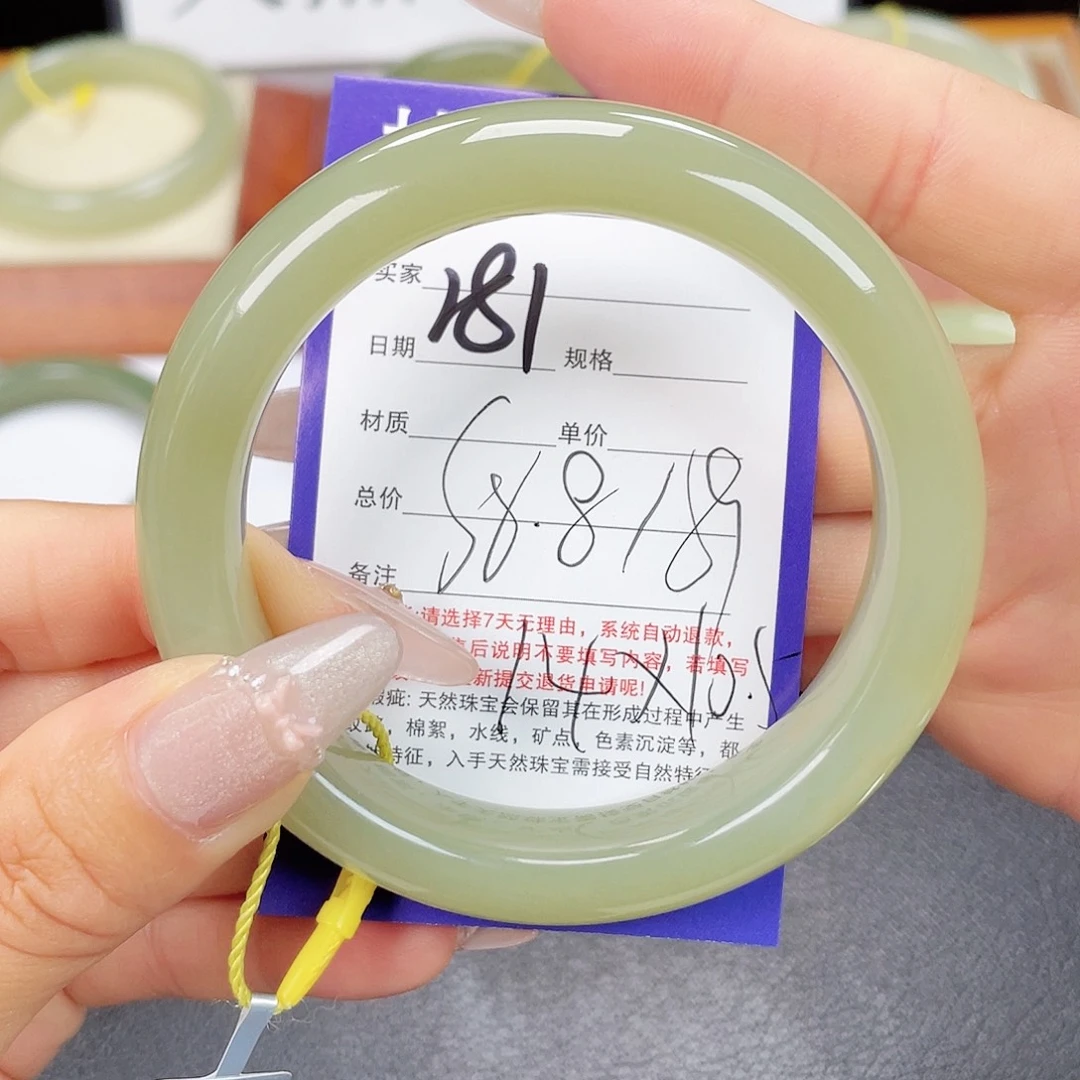 买家
181
日期 规格
材质 单价
总价 58.8/189
备注
14×10.5
请选择7天无理由，系统自动退款，
后说明不要填写内容，若填写
新提交退货申请呢!
瑕疵: 天然珠宝会保留其在形成过程中产生
棉絮，水线，矿点，色素沉淀等，都
特征，入手天然珠宝需接受自然特征